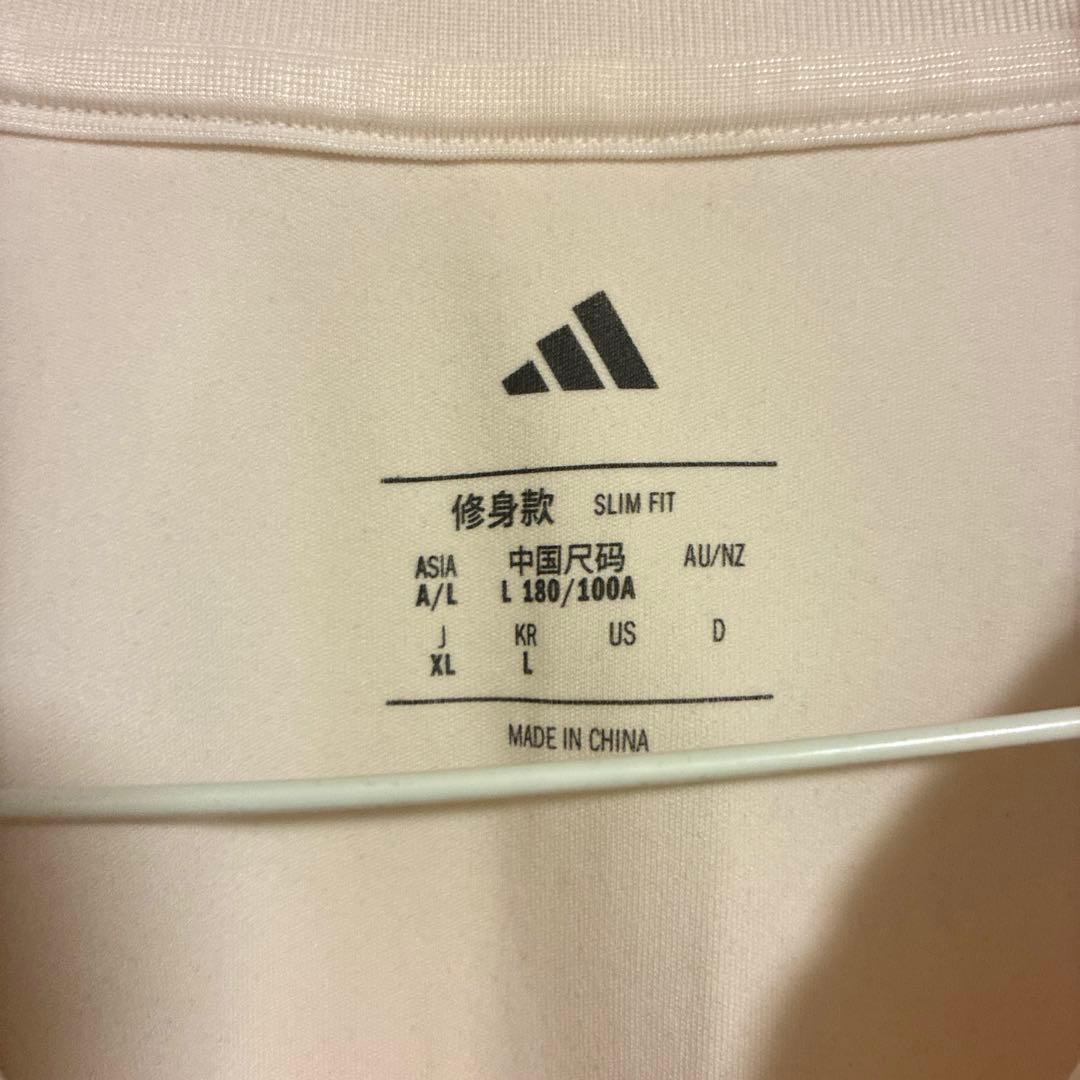 修身款 SLIM FIT
ASIA 中国尺码 AU/NZ
A/L L 180/100A
J KR US D
XL L
MADE IN CHINA